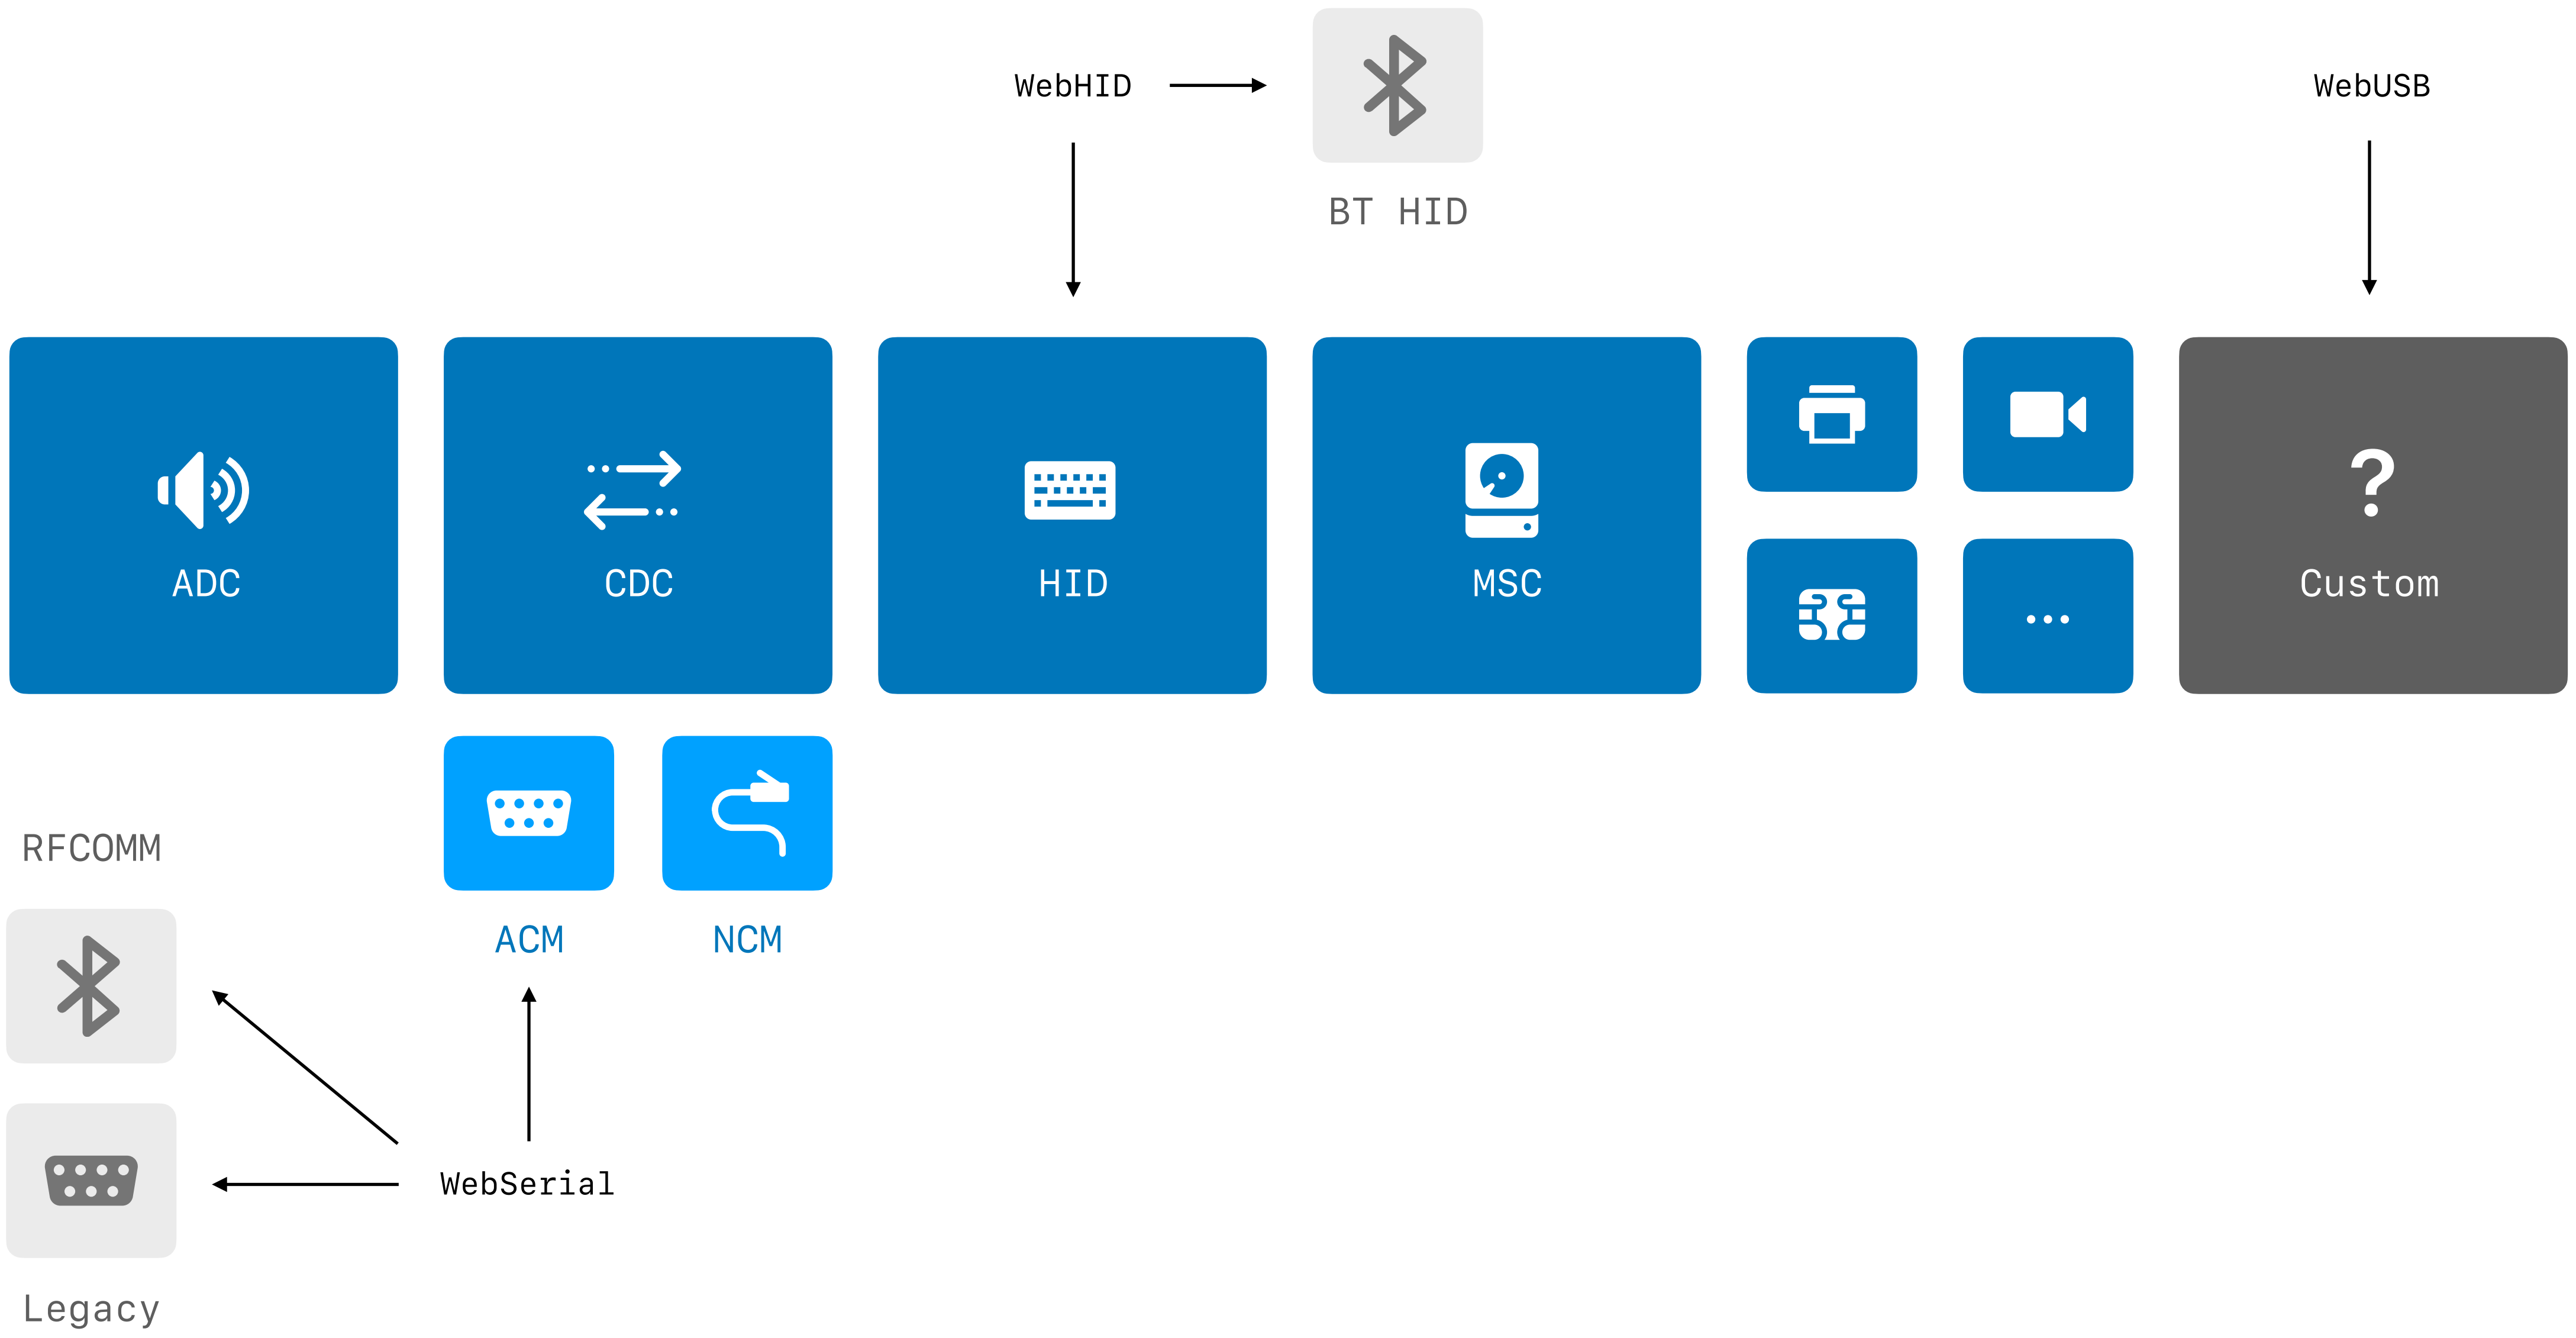 WebHID
WebUSB
BT HID
ADC
CDC
HID
MSC
?
Custom
RFCOMM
ACM
NCM
WebSerial
Legacy